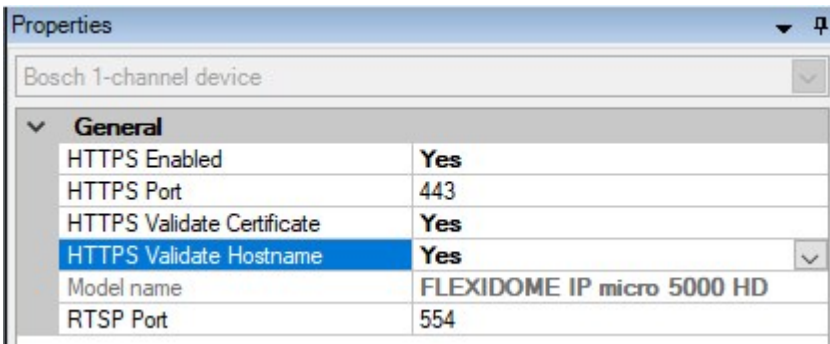 Properties
Bosch 1-channel device
General
HTTPS Enabled Yes
HTTPS Port 443
HTTPS Validate Certificate Yes
HTTPS Validate Hostname Yes
Model name FLEXIDOME IP micro 5000 HD
RTSP Port 554